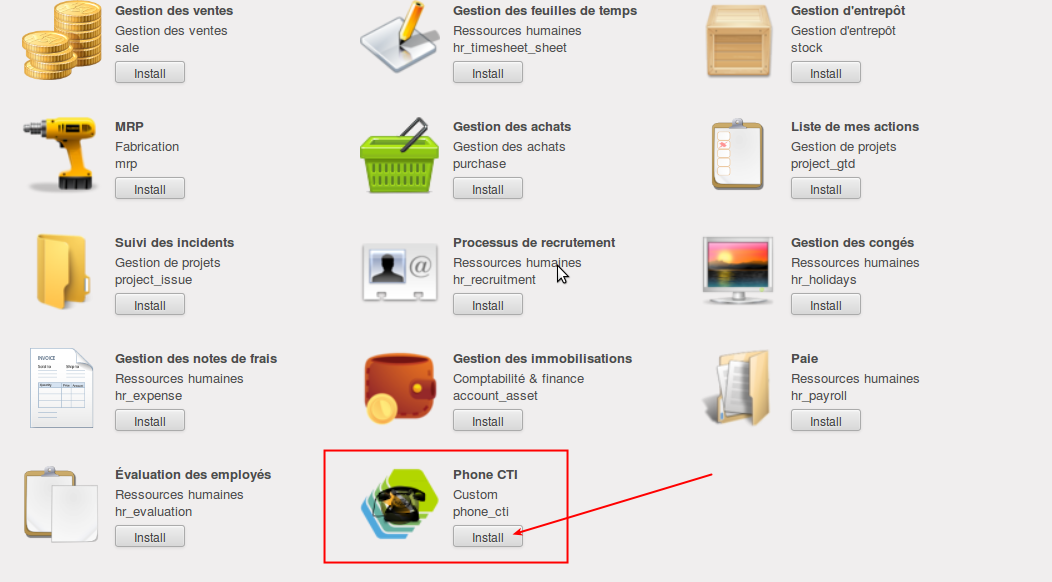 Gestion des ventes
Gestion des ventes
sale
Install
Gestion des feuilles de temps
Ressources humaines
hr_timesheet_sheet
Install
Gestion d'entrepôt
Gestion d'entrepôt
stock
Install
MRP
Fabrication
mrp
Install
Gestion des achats
Gestion des achats
purchase
Install
Liste de mes actions
Gestion de projets
project_gtd
Install
Suivi des incidents
Gestion de projets
project_issue
Install
Processus de recrutement
Ressources humaines
hr_recruitment
Install
Gestion des congés
Ressources humaines
hr_holidays
Install
INVOICE
Gestion des notes de frais
Ressources humaines
hr_expense
Install
Gestion des immobilisations
Comptabilité & finance
account_asset
Install
Paie
Ressources humaines
hr_payroll
Install
Évaluation des employés
Ressources humaines
hr_evaluation
Install
Phone CTI
Custom
phone_cti
Install